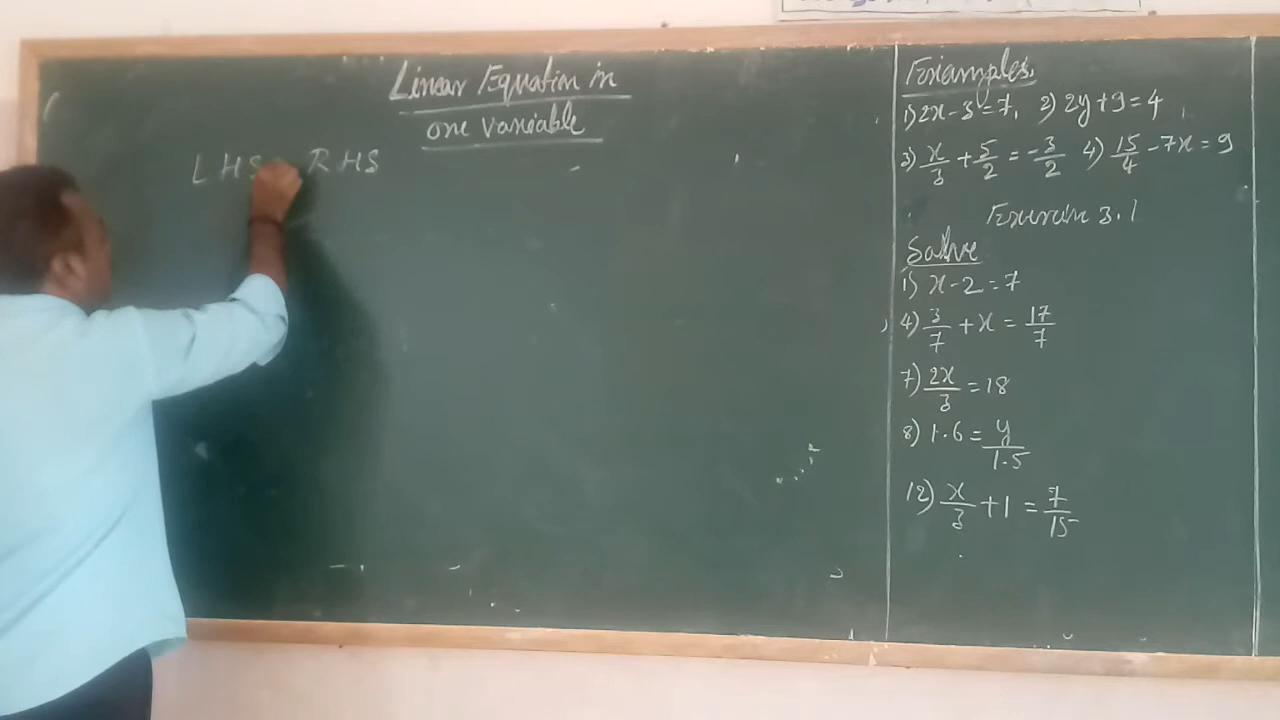 Linear Equation in
one variable
LHS RHS
Examples,
1) 2x - 3 = 7, 2) 2y + 9 = 4
3) x/3 + 5/2 = -3/2 4) 15/4 - 7x = 9
Exercise 3.1
Solve
1) x - 2 = 7
4) 3/7 + x = 17/7
7) 2x/3 = 18
8) 1.6 = y/1.5
12) x/3 + 1 = 7/15